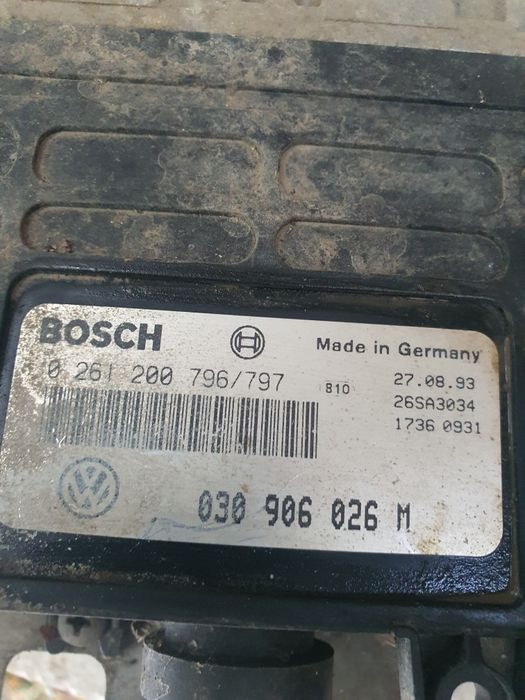 BOSCH
Made in Germany
0 261 200 796/797
810
27.08.93
26SA3034
1736 0931
030 906 026 M